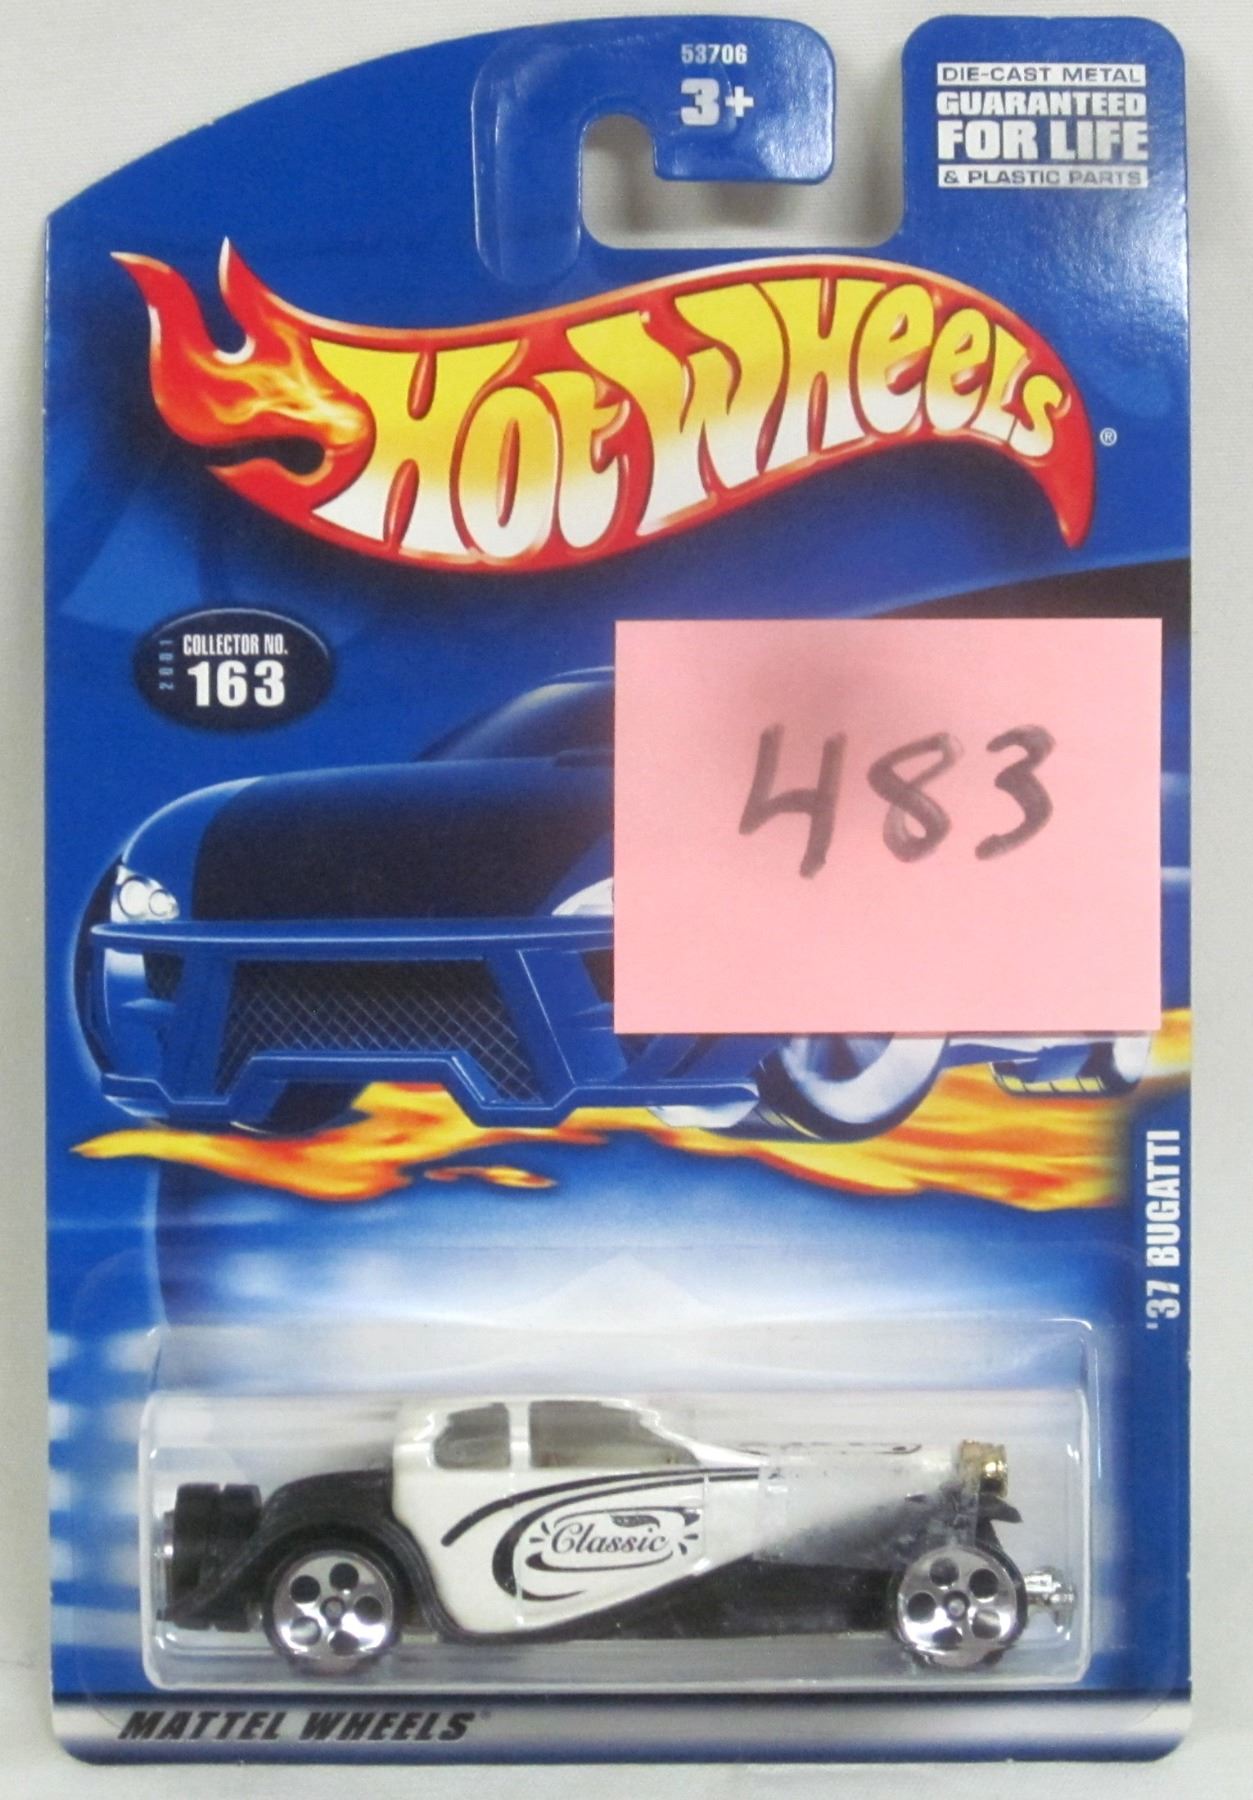 53706
3+
DIE-CAST METAL
GUARANTEED
FOR LIFE
& PLASTIC PARTS
Hot Wheels®
2001
COLLECTOR NO.
163
483
'37 BUGATTI
Classic
MATTEL WHEELS